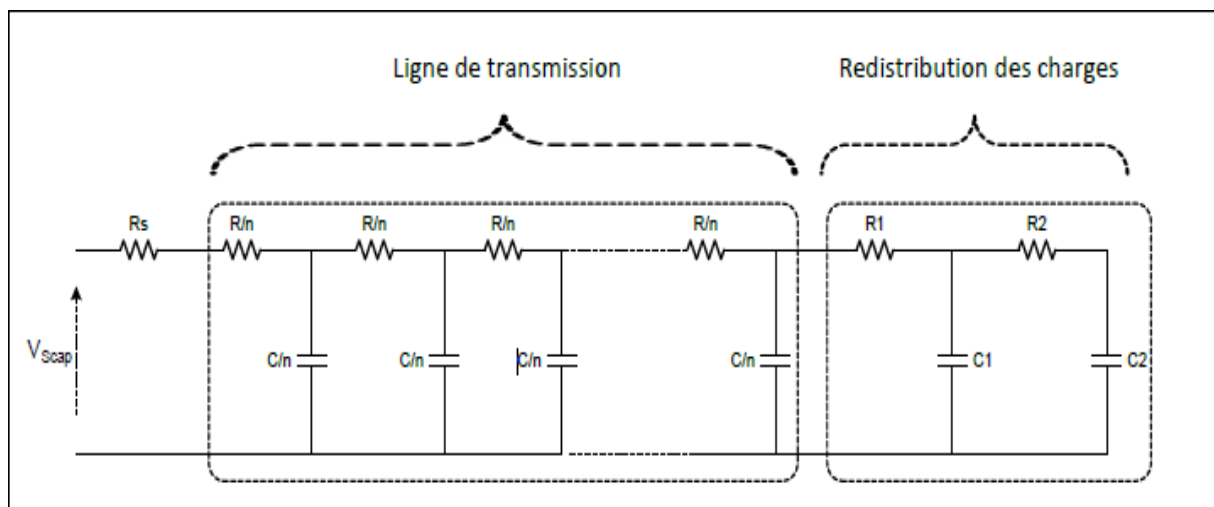 Ligne de transmission
Redistribution des charges
Rs R/n R/n R/n R/n R1 R2
VScap
C/n C/n C/n C/n C1 C2